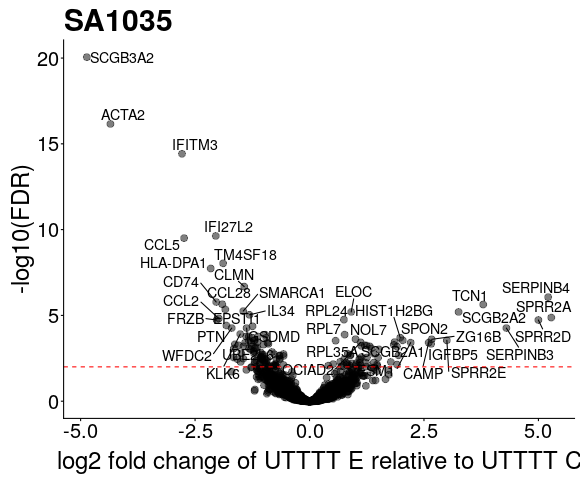 SA1035
-log10(FDR)
20
15
10
5
0
SCGB3A2
ACTA2
IFITM3
IFI27L2
CCL5
TM4SF18
HLA-DPA1
CLMN
CD74
CCL28
SMARCA1
ELOC
TCN1
SERPINB4
CCL2
SPRR2A
FRZB
EPSTI1
IL34
RPL24
HIST1H2BG
SCGB2A2
PTN
GSDMD
RPL7
NOL7
SPON2
ZG16B
SPRR2D
WFDC2
RPL35A
SCGB2A1
IGFBP5
SERPINB3
KLK6
OCIAD2
CAMP
SPRR2E
-5.0
-2.5
0.0
2.5
5.0
log2 fold change of UTTTT E relative to UTTTT C